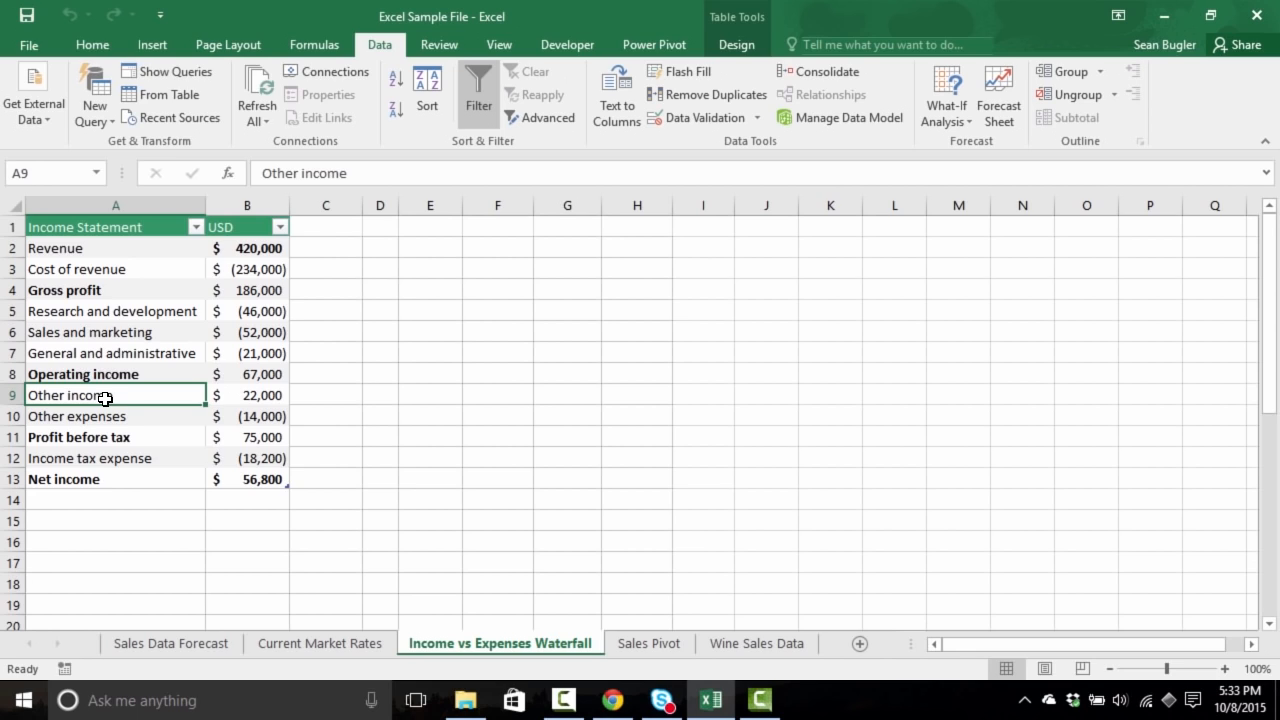 Excel Sample File - Excel
Table Tools
File Home Insert Page Layout Formulas Data Review View Developer Power Pivot Design Tell me what you want to do... Sean Bugler Share
Get External Data
New Query
Show Queries
From Table
Recent Sources
Get & Transform
Refresh All
Connections
Properties
Edit Links
Connections
Sort
Filter
Clear
Reapply
Advanced
Sort & Filter
Text to Columns
Flash Fill
Remove Duplicates
Data Validation
Consolidate
Relationships
Manage Data Model
Data Tools
What-If Analysis
Forecast Sheet
Forecast
Group
Ungroup
Subtotal
Outline
A9 fx Other income
A B C D E F G H I J K L M N O P Q
1 Income Statement USD
2 Revenue $ 420,000
3 Cost of revenue $ (234,000)
4 Gross profit $ 186,000
5 Research and development $ (46,000)
6 Sales and marketing $ (52,000)
7 General and administrative $ (21,000)
8 Operating income $ 67,000
9 Other income $ 22,000
10 Other expenses $ (14,000)
11 Profit before tax $ 75,000
12 Income tax expense $ (18,200)
13 Net income $ 56,800
14
15
16
17
18
19
20
Sales Data Forecast Current Market Rates Income vs Expenses Waterfall Sales Pivot Wine Sales Data
Ready 100%
Ask me anything
5:33 PM
10/8/2015